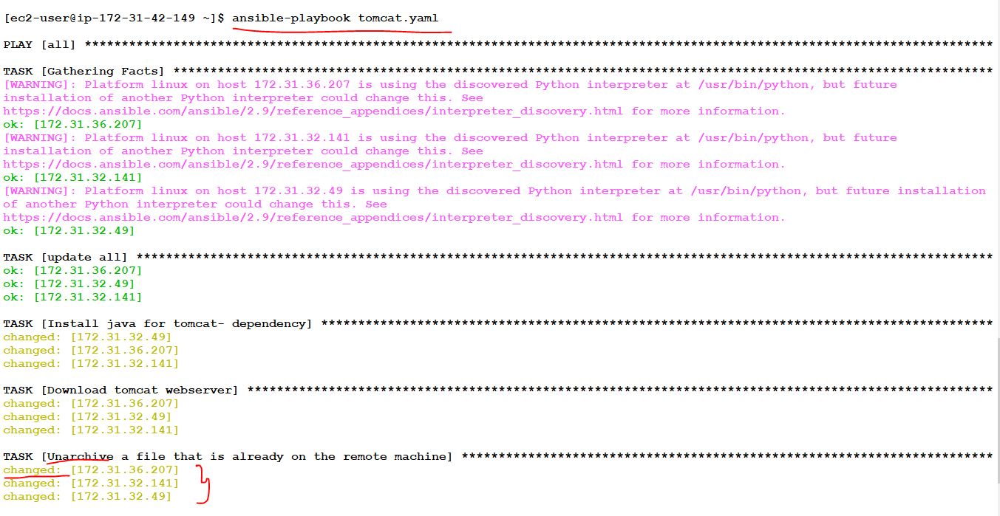 [ec2-user@ip-172-31-42-149 ~]$ ansible-playbook tomcat.yaml
PLAY [all] ***************************************************************************************************************************
TASK [Gathering Facts] ***************************************************************************************************************
[WARNING]: Platform linux on host 172.31.36.207 is using the discovered Python interpreter at /usr/bin/python, but future
installation of another Python interpreter could change this. See
https://docs.ansible.com/ansible/2.9/reference_appendices/interpreter_discovery.html for more information.
ok: [172.31.36.207]
[WARNING]: Platform linux on host 172.31.32.141 is using the discovered Python interpreter at /usr/bin/python, but future
installation of another Python interpreter could change this. See
https://docs.ansible.com/ansible/2.9/reference_appendices/interpreter_discovery.html for more information.
ok: [172.31.32.141]
[WARNING]: Platform linux on host 172.31.32.49 is using the discovered Python interpreter at /usr/bin/python, but future installation
of another Python interpreter could change this. See
https://docs.ansible.com/ansible/2.9/reference_appendices/interpreter_discovery.html for more information.
ok: [172.31.32.49]
TASK [update all] ********************************************************************************************************************
ok: [172.31.36.207]
ok: [172.31.32.49]
ok: [172.31.32.141]
TASK [Install java for tomcat- dependency] *******************************************************************************************
changed: [172.31.32.49]
changed: [172.31.36.207]
changed: [172.31.32.141]
TASK [Download tomcat webserver] *****************************************************************************************************
changed: [172.31.36.207]
changed: [172.31.32.49]
changed: [172.31.32.141]
TASK [Unarchive a file that is already on the remote machine] ************************************************************************
changed: [172.31.36.207]
changed: [172.31.32.141]
changed: [172.31.32.49]